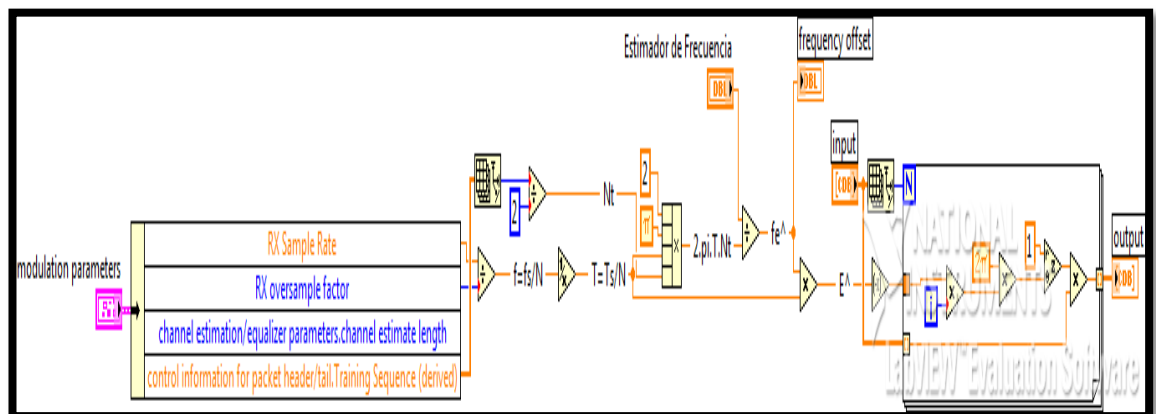 Estimador de Frecuencia
frequency offset
DBL
DBL
input
[CDB]
N
2
2
π
Nt
÷
÷
RX Sample Rate
RX oversample factor
channel estimation/equalizer parameters.channel estimate length
control information for packet header/tail.Training Sequence (derived)
modulation parameters
f=fs/N
T=Ts/N
x
2.pi.T.Nt
÷
fe^
x
E^
i
x
2π
x
1
x
output
[CDB]
NATIONAL
INSTRUMENTS
LabVIEW™ Evaluation Software